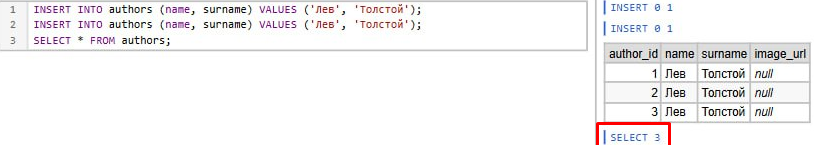 1 INSERT INTO authors (name, surname) VALUES ('Лев', 'Толстой');
2 INSERT INTO authors (name, surname) VALUES ('Лев', 'Толстой');
3 SELECT * FROM authors;
INSERT 0 1
INSERT 0 1
author_id name surname image_url
1 Лев Толстой null
2 Лев Толстой null
3 Лев Толстой null
SELECT 3